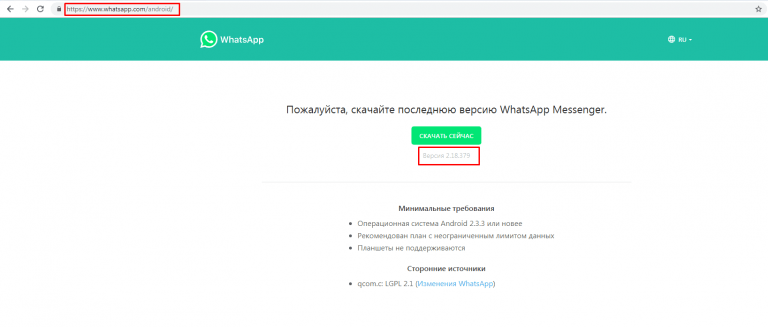 https://www.whatsapp.com/android/
WhatsApp
RU
Пожалуйста, скачайте последнюю версию WhatsApp Messenger.
СКАЧАТЬ СЕЙЧАС
Версия 2.18.379
Минимальные требования
• Операционная система Android 2.3.3 или новее
• Рекомендован план с неограниченным лимитом данных
• Планшеты не поддерживаются
Сторонние источники
• qcom.c: LGPL 2.1 (Изменения WhatsApp)